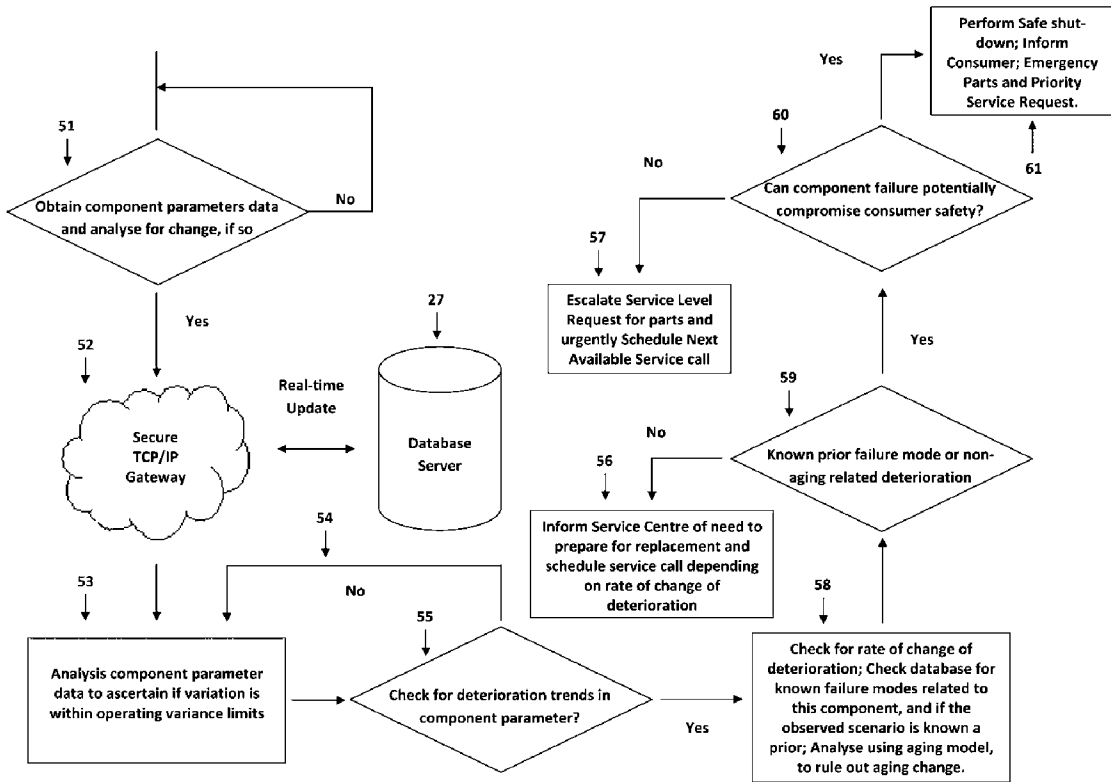 51
Obtain component parameters data
and analyse for change, if so
No
Yes
52
Secure
TCP/IP
Gateway
Real-time
Update
27
Database
Server
53
Analysis component parameter
data to ascertain if variation is
within operating variance limits
54
No
55
Check for deterioration trends in
component parameter?
Yes
58
Check for rate of change of
deterioration; Check database for
known failure modes related to
this component, and if the
observed scenario is known a
prior; Analyse using aging model,
to rule out aging change.
59
Known prior failure mode or non-
aging related deterioration
No
56
Inform Service Centre of need to
prepare for replacement and
schedule service call depending
on rate of change of
deterioration
Yes
60
Can component failure potentially
compromise consumer safety?
No
57
Escalate Service Level
Request for parts and
urgently Schedule Next
Available Service call
Yes
61
Perform Safe shut-
down; Inform
Consumer; Emergency
Parts and Priority
Service Request.